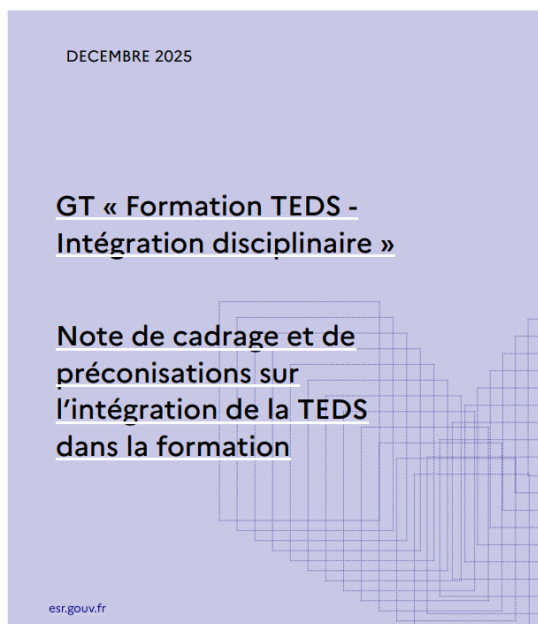 DECEMBRE 2025
GT « Formation TEDS -
Intégration disciplinaire »
Note de cadrage et de
préconisations sur
l’intégration de la TEDS
dans la formation
esr.gouv.fr